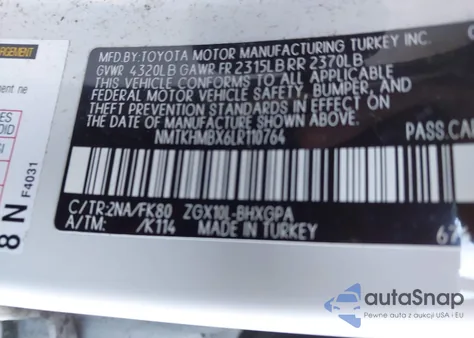 MFD.BY:TOYOTA MOTOR MANUFACTURING TURKEY INC.
GVWR 4320LB GAWR FR 2315LB RR 2370LB
THIS VEHICLE CONFORMS TO ALL APPLICABLE
FEDERAL MOTOR VEHICLE SAFETY, BUMPER, AND
THEFT PREVENTION STANDARDS IN EFFECT ON
THE DATE OF MANUFACTURE SHOWN ABOVE.
NMTKHMBX6LR110764
PASS.CAR
C/TR:2NA/FK80 ZGX10L-BHXGPA
A/TM: /K114 MADE IN TURKEY
8 N F4031
autoSnap
Pewne auta z aukcji USA i EU